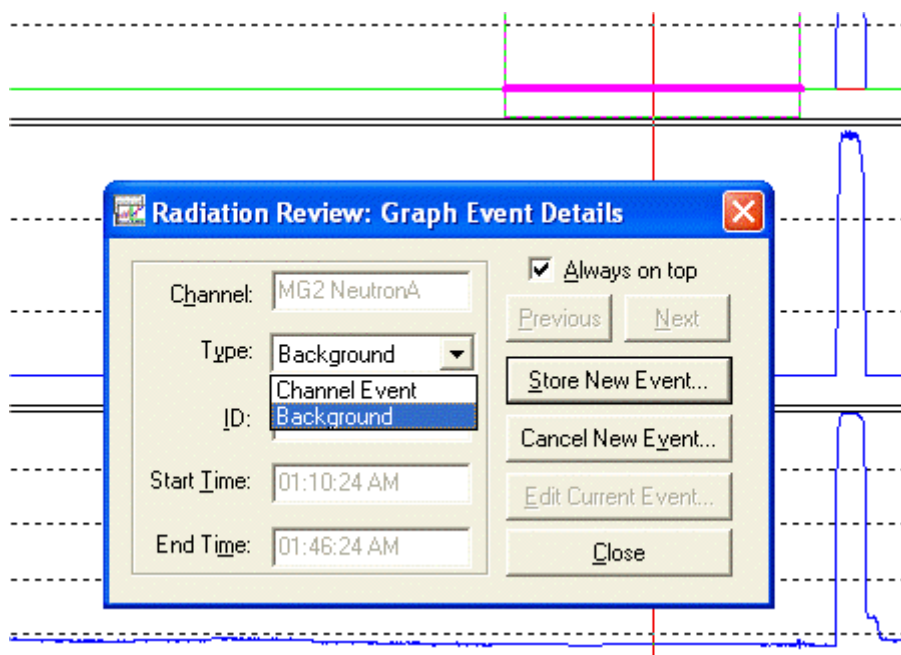 Radiation Review: Graph Event Details
Always on top
Channel: MG2 NeutronA
Previous Next
Type: Background
Channel Event
Background
Store New Event...
ID:
Cancel New Event...
Start Time: 01:10:24 AM
Edit Current Event...
End Time: 01:46:24 AM
Close